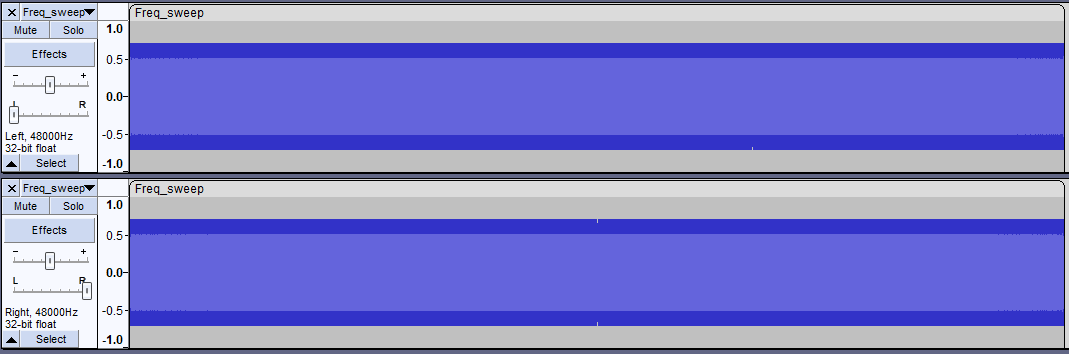 Freq_sweep
Freq_sweep
Mute Solo
Effects
- +
L R
Left, 48000Hz
32-bit float
Select
1.0
0.5
0.0
-0.5
-1.0
Freq_sweep
Freq_sweep
Mute Solo
Effects
- +
L R
Right, 48000Hz
32-bit float
Select
1.0
0.5
0.0
-0.5
-1.0